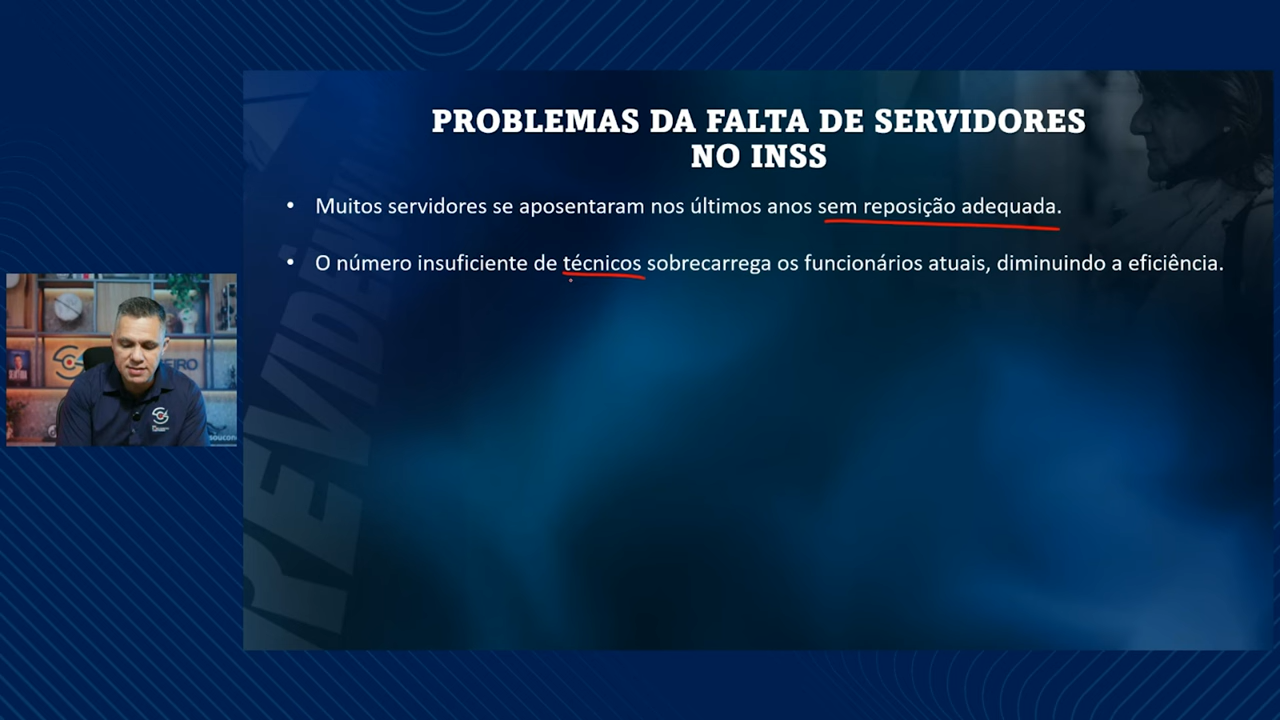 PROBLEMAS DA FALTA DE SERVIDORES
NO INSS
• Muitos servidores se aposentaram nos últimos anos sem reposição adequada.
• O número insuficiente de técnicos sobrecarrega os funcionários atuais, diminuindo a eficiência.